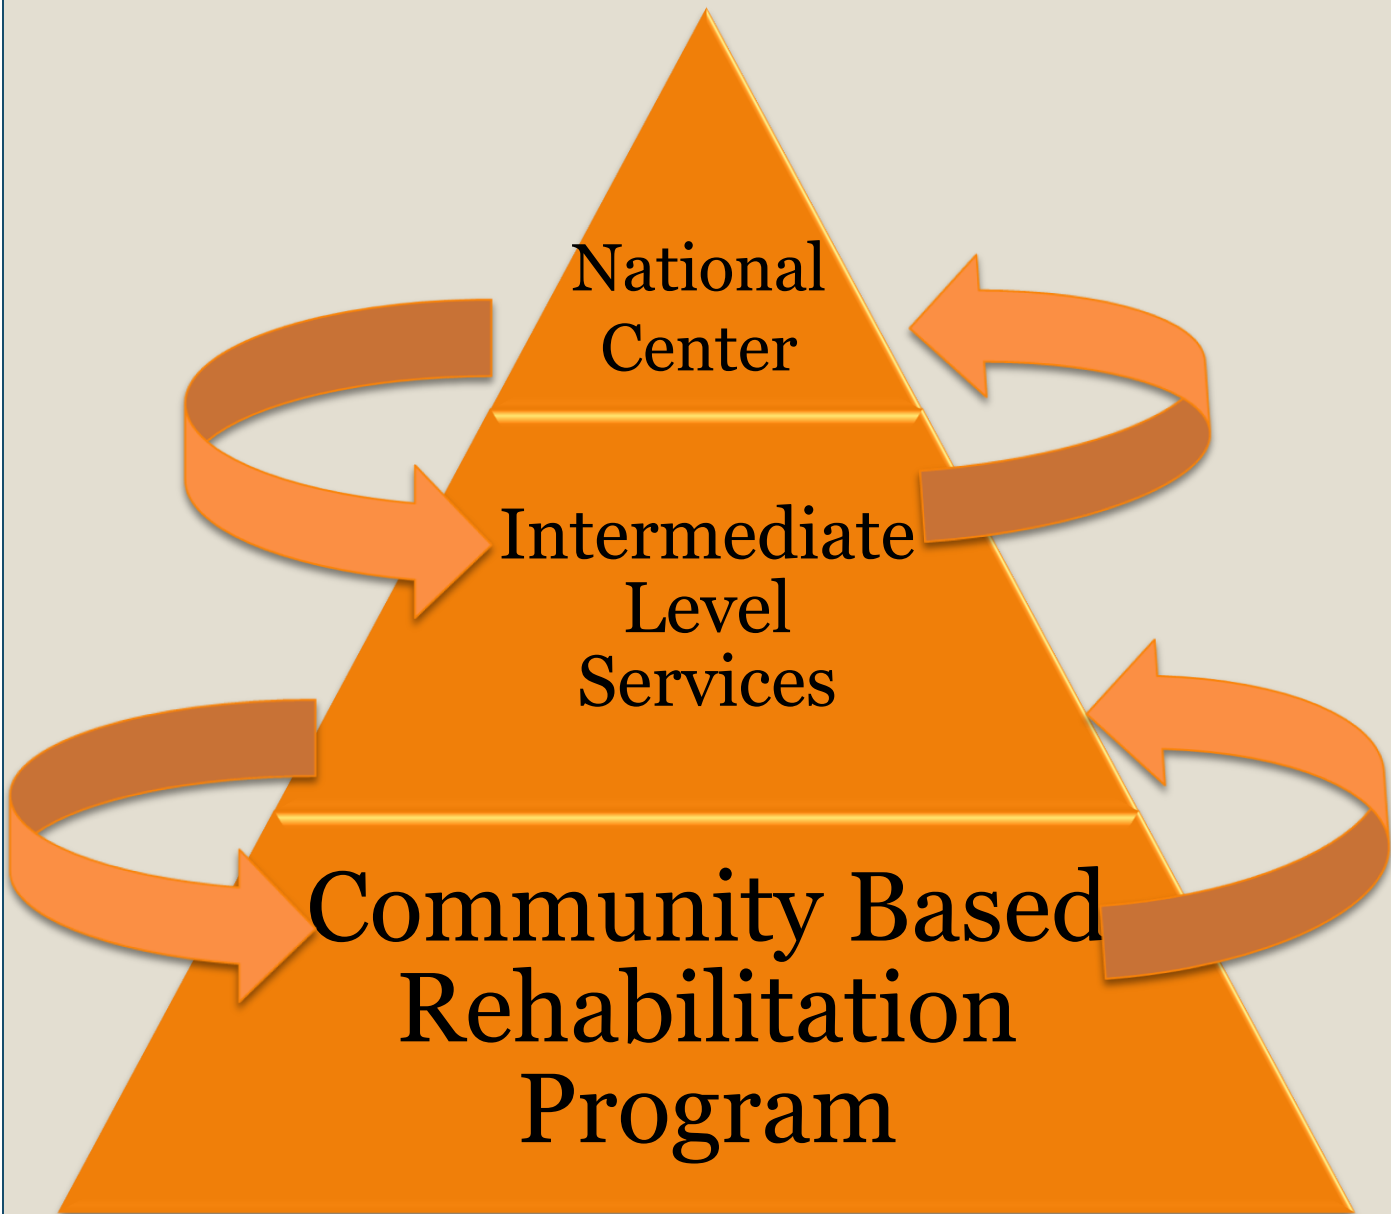 National
Center
Intermediate
Level
Services
Community Based
Rehabilitation
Program